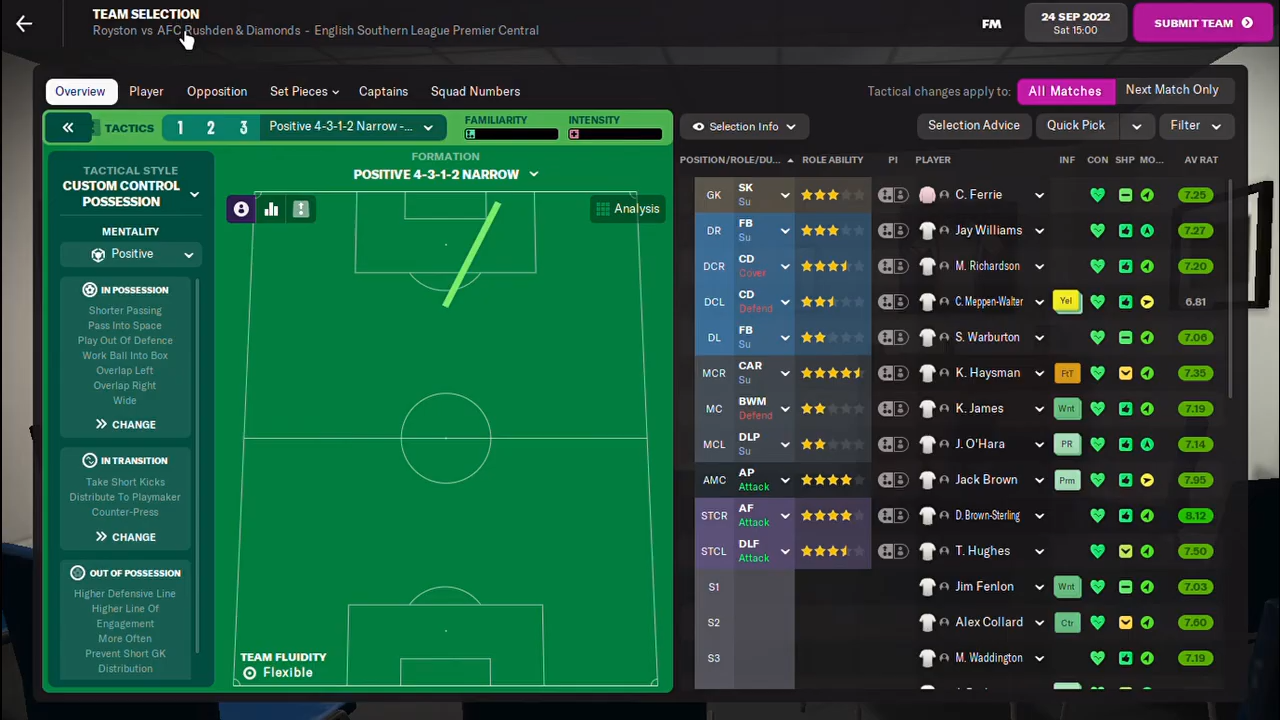 TEAM SELECTION
Royston vs AFC Rushden & Diamonds - English Southern League Premier Central
FM
24 SEP 2022
Sat 15:00
SUBMIT TEAM
Overview
Player
Opposition
Set Pieces
Captains
Squad Numbers
Tactical changes apply to:
All Matches
Next Match Only
TACTICS
1 2 3
Positive 4-3-1-2 Narrow -...
FAMILIARITY
INTENSITY
Selection Info
Selection Advice
Quick Pick
Filter
TACTICAL STYLE
CUSTOM CONTROL
POSSESSION
MENTALITY
Positive
IN POSSESSION
Shorter Passing
Pass Into Space
Play Out Of Defence
Work Ball Into Box
Overlap Left
Overlap Right
Wide
CHANGE
IN TRANSITION
Take Short Kicks
Distribute To Playmaker
Counter-Press
CHANGE
OUT OF POSSESSION
Higher Defensive Line
Higher Line Of
Engagement
More Often
Prevent Short GK
Distribution
FORMATION
POSITIVE 4-3-1-2 NARROW
Analysis
TEAM FLUIDITY
Flexible
POSITION/ROLE/DU... ROLE ABILITY PI PLAYER INF CON SHP MO... AV RAT
GK SK Su C. Ferrie 7.25
DR FB Su Jay Williams 7.27
DCR CD Cover M. Richardson 7.20
DCL CD Defend C. Meppen-Walter Yel 6.81
DL FB Su S. Warburton 7.06
MCR CAR Su K. Haysman FtT 7.35
MC BWM Defend K. James Wnt 7.19
MCL DLP Su J. O'Hara PR 7.14
AMC AP Attack Jack Brown Prm 7.95
STCR AF Attack D. Brown-Sterling 8.12
STCL DLF Attack T. Hughes 7.50
S1 Jim Fenlon Wnt 7.03
S2 Alex Collard Ctr 7.60
S3 M. Waddington 7.19